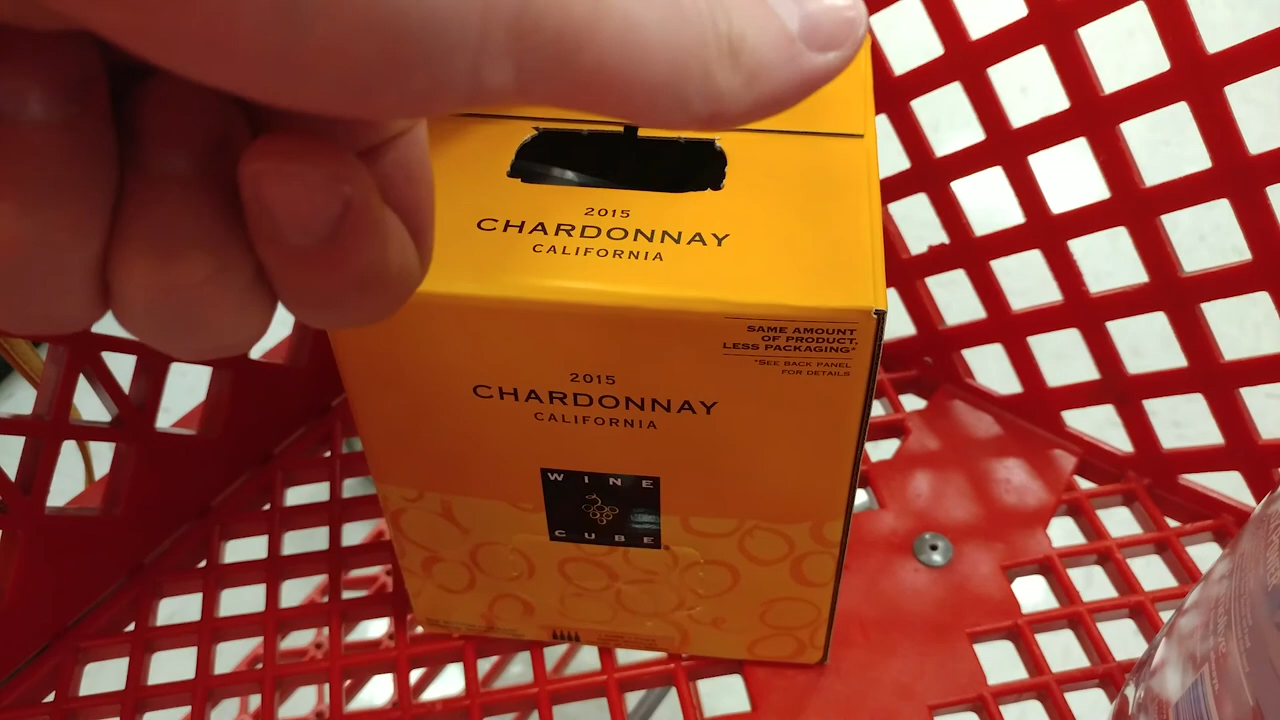 2015
CHARDONNAY
CALIFORNIA
SAME AMOUNT
OF PRODUCT,
LESS PACKAGING*
*SEE BACK PANEL
FOR DETAILS
2015
CHARDONNAY
CALIFORNIA
WINE
CUBE